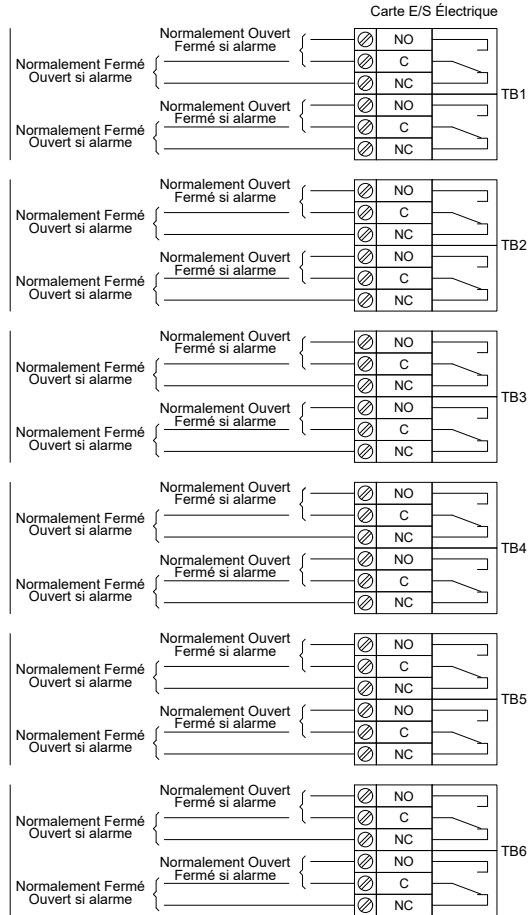 Carte E/S Électrique
Normalement Ouvert
Fermé si alarme
NO
Normalement Fermé
Ouvert si alarme
C
NC
TB1
Normalement Ouvert
Fermé si alarme
NO
Normalement Fermé
Ouvert si alarme
C
NC
Normalement Ouvert
Fermé si alarme
NO
Normalement Fermé
Ouvert si alarme
C
NC
TB2
Normalement Ouvert
Fermé si alarme
NO
Normalement Fermé
Ouvert si alarme
C
NC
Normalement Ouvert
Fermé si alarme
NO
Normalement Fermé
Ouvert si alarme
C
NC
TB3
Normalement Ouvert
Fermé si alarme
NO
Normalement Fermé
Ouvert si alarme
C
NC
Normalement Ouvert
Fermé si alarme
NO
Normalement Fermé
Ouvert si alarme
C
NC
TB4
Normalement Ouvert
Fermé si alarme
NO
Normalement Fermé
Ouvert si alarme
C
NC
Normalement Ouvert
Fermé si alarme
NO
Normalement Fermé
Ouvert si alarme
C
NC
TB5
Normalement Ouvert
Fermé si alarme
NO
Normalement Fermé
Ouvert si alarme
C
NC
Normalement Ouvert
Fermé si alarme
NO
Normalement Fermé
Ouvert si alarme
C
NC
TB6
Normalement Ouvert
Fermé si alarme
NO
Normalement Fermé
Ouvert si alarme
C
NC